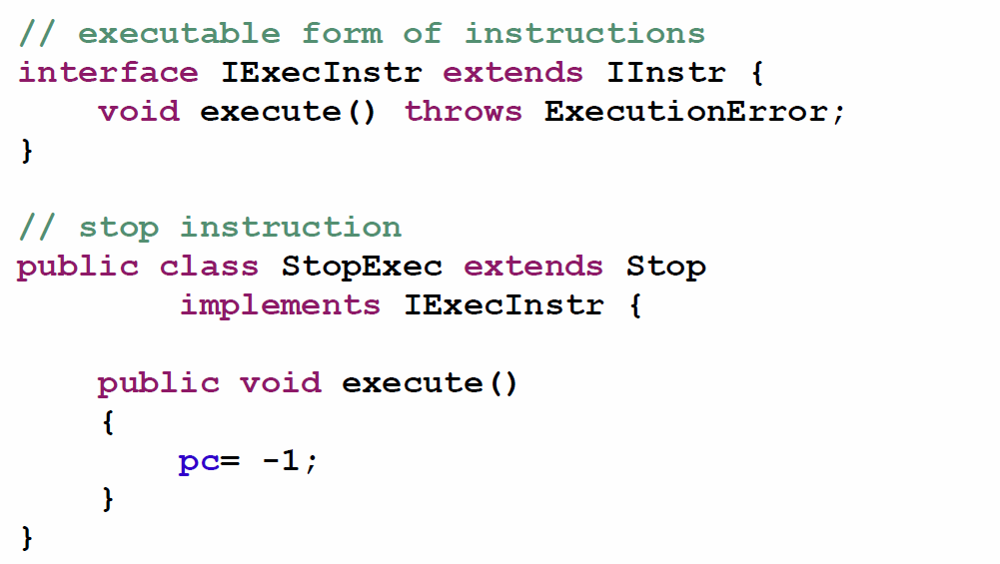 // executable form of instructions
interface IExecInstr extends IInstr {
    void execute() throws ExecutionError;
}

// stop instruction
public class StopExec extends Stop
        implements IExecInstr {

    public void execute()
    {
        pc= -1;
    }
}